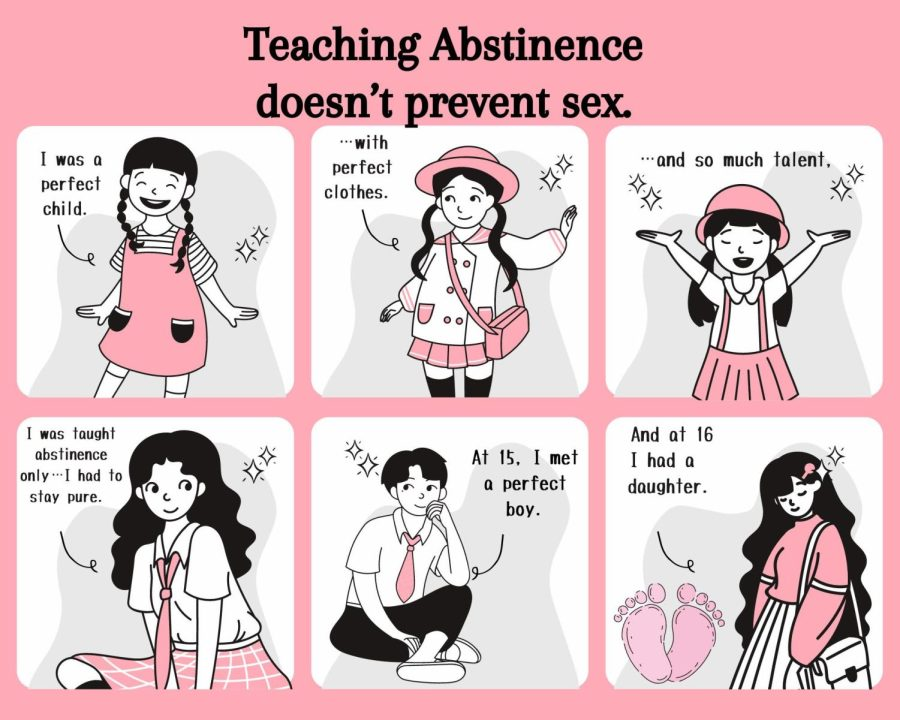 Teaching Abstinence
doesn't prevent sex.
I was a
perfect
child.
…with
perfect
clothes.
…and so much talent,
I was taught
abstinence
only…I had to
stay pure.
At 15, I met
a perfect
boy.
And at 16
I had a
daughter.